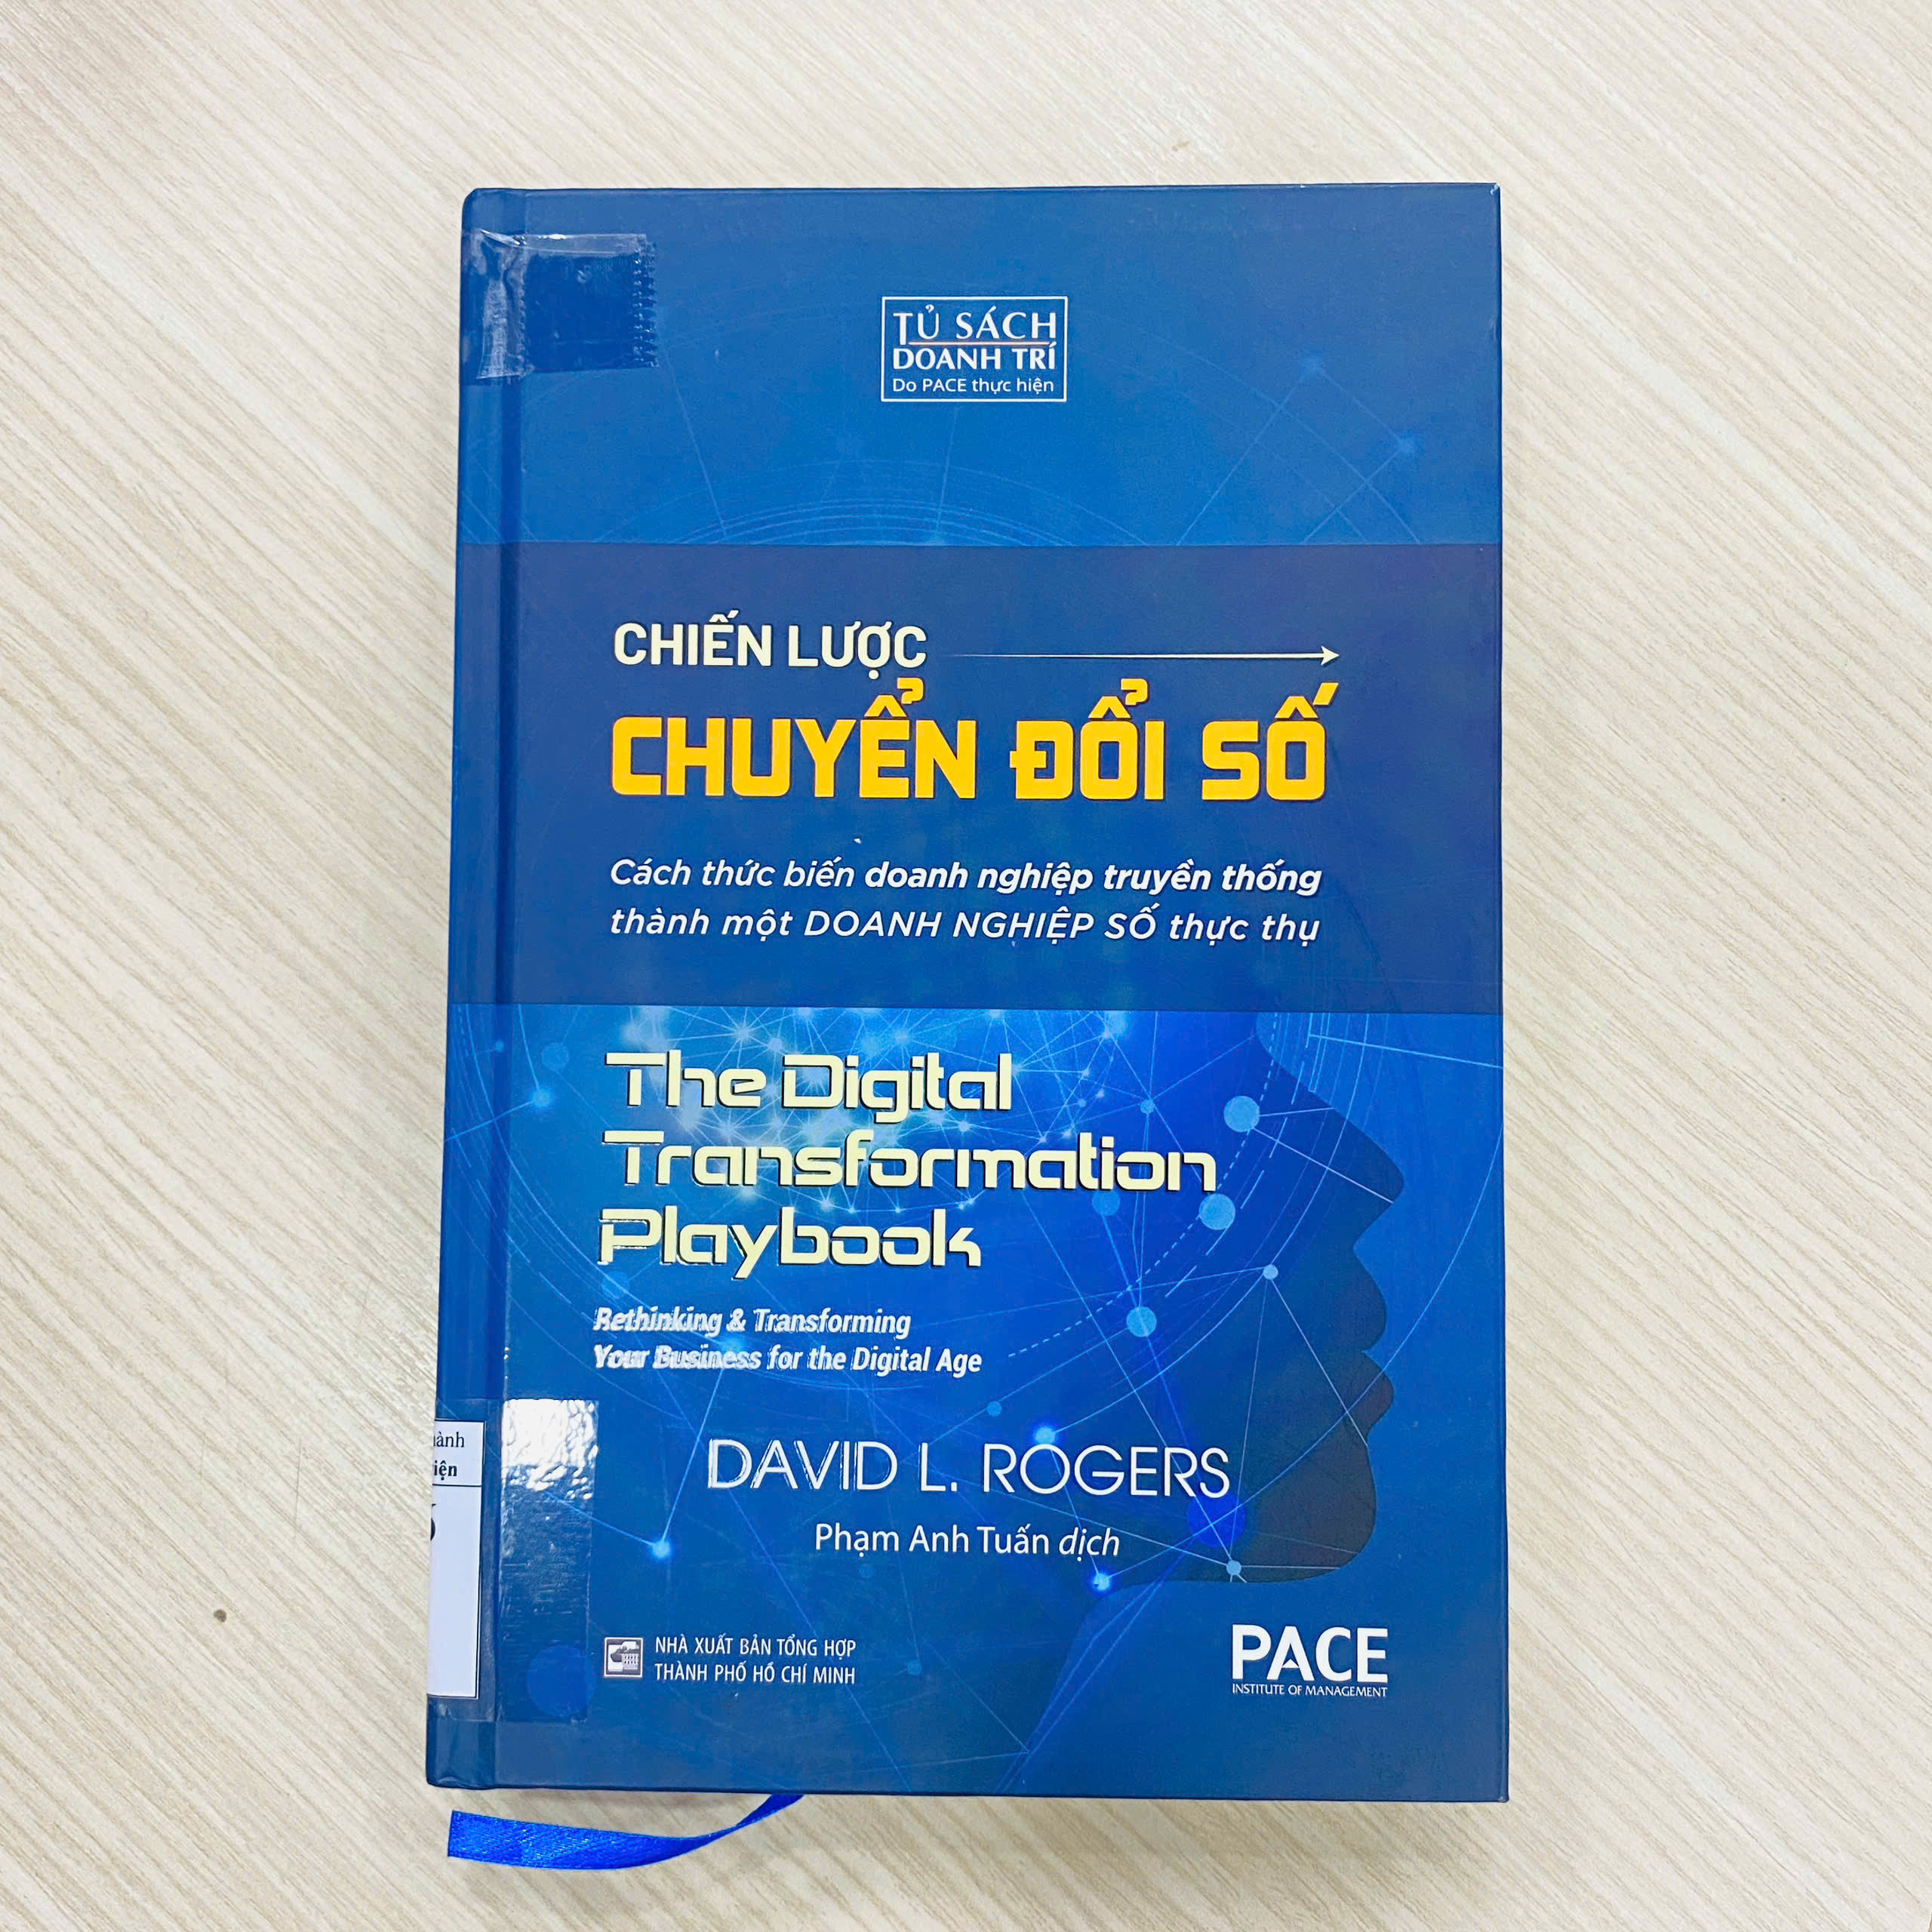 TỦ SÁCH
DOANH TRÍ
Do PACE thực hiện
CHIẾN LƯỢC
CHUYỂN ĐỔI SỐ
Cách thức biến doanh nghiệp truyền thống
thành một DOANH NGHIỆP SỐ thực thụ
The Digital
Transformation
Playbook
Rethinking & Transforming
Your Business for the Digital Age
DAVID L. ROGERS
Phạm Anh Tuấn dịch
NHÀ XUẤT BẢN TỔNG HỢP
THÀNH PHỐ HỒ CHÍ MINH
PACE
INSTITUTE OF MANAGEMENT